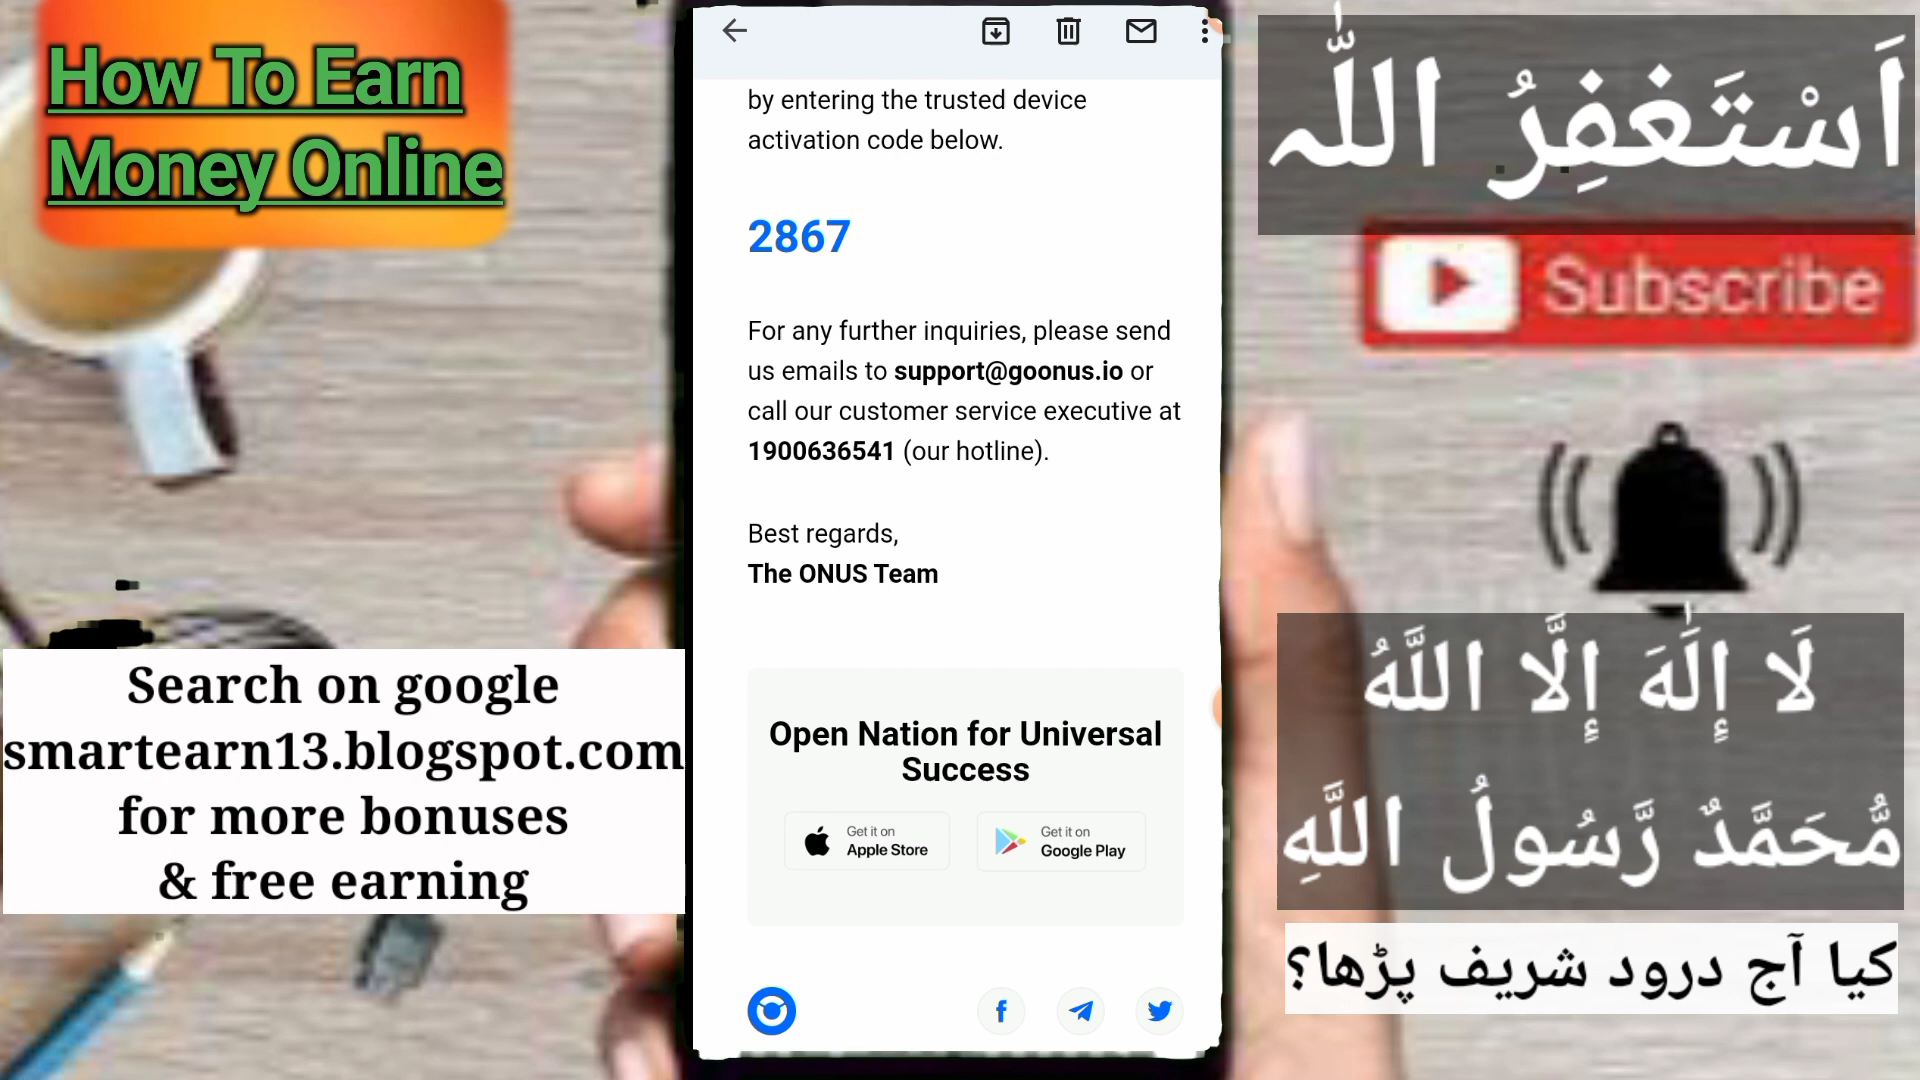 How To Earn
Money Online
by entering the trusted device
activation code below.
2867
For any further inquiries, please send
us emails to support@goonus.io or
call our customer service executive at
1900636541 (our hotline).
Best regards,
The ONUS Team
Open Nation for Universal
Success
Get it on
Apple Store
Get it on
Google Play
Search on google
smartearn13.blogspot.com
for more bonuses
& free earning
اَسْتَغفِرُ اللّٰہ
Subscribe
لَا إِلَٰهَ إِلَّا اللَّهُ
مُّحَمَّدٌ رَّسُولُ اللَّهِ
کیا آج درود شریف پڑھا؟